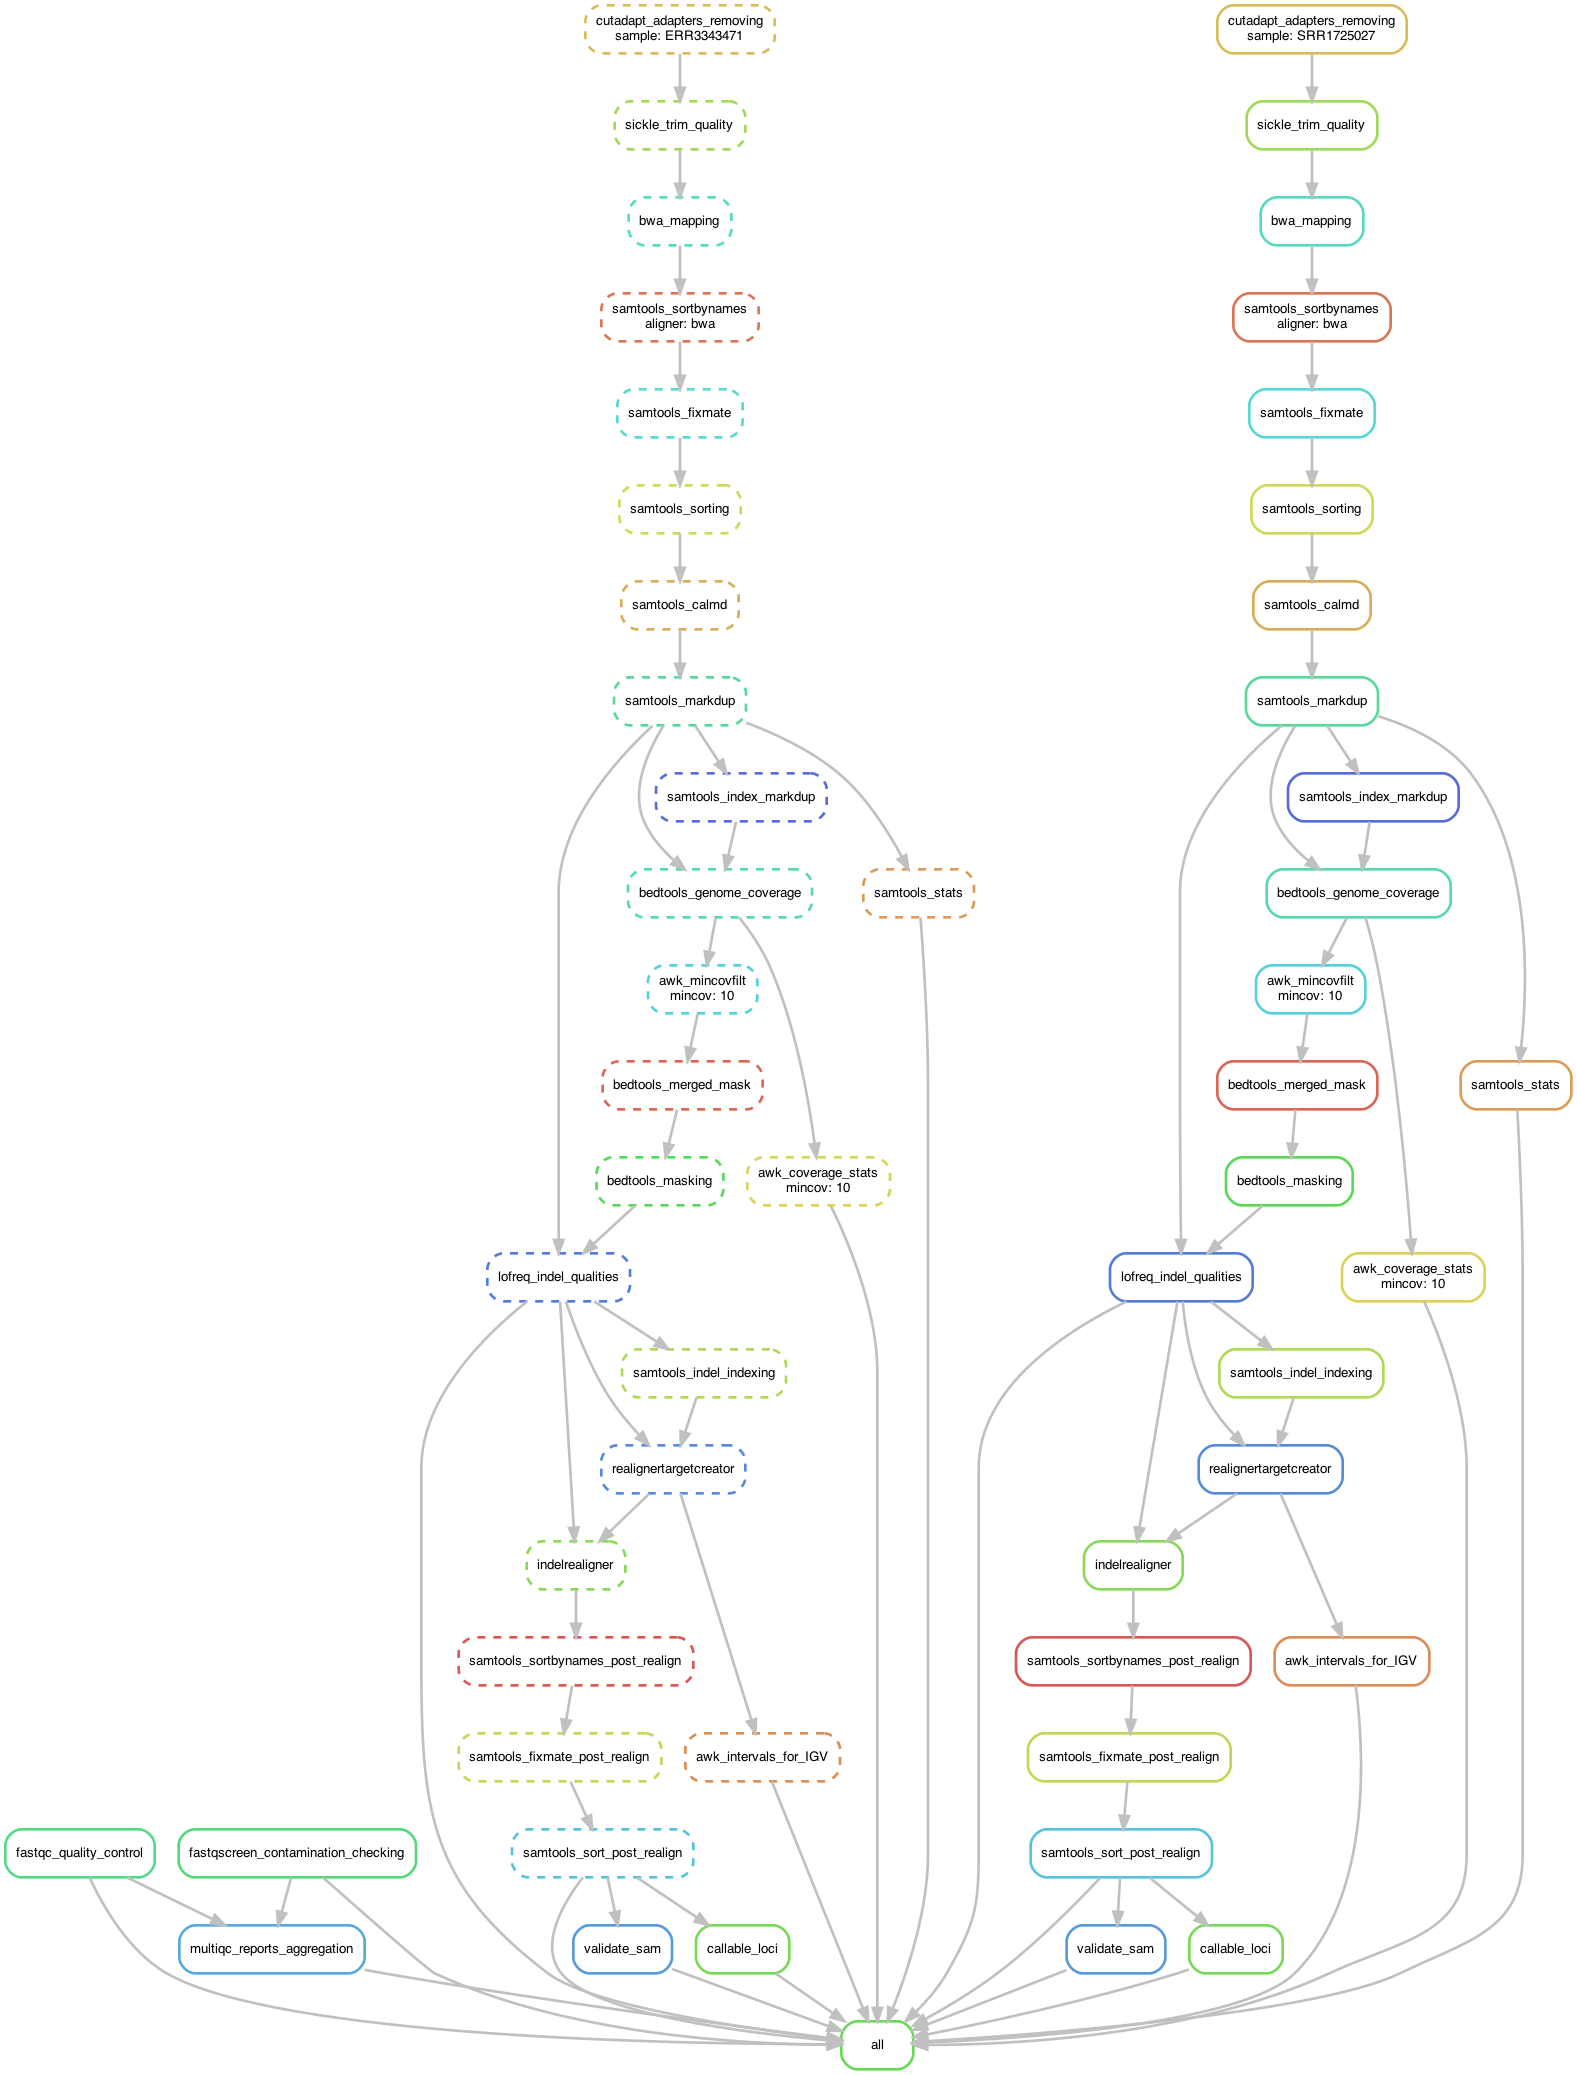 cutadapt_adapters_removing
sample: ERR3343471
cutadapt_adapters_removing
sample: SRR1725027
sickle_trim_quality
sickle_trim_quality
bwa_mapping
bwa_mapping
samtools_sortbynames
aligner: bwa
samtools_sortbynames
aligner: bwa
samtools_fixmate
samtools_fixmate
samtools_sorting
samtools_sorting
samtools_calmd
samtools_calmd
samtools_markdup
samtools_markdup
samtools_index_markdup
samtools_index_markdup
bedtools_genome_coverage
samtools_stats
bedtools_genome_coverage
awk_mincovfilt
mincov: 10
awk_mincovfilt
mincov: 10
bedtools_merged_mask
bedtools_merged_mask
samtools_stats
bedtools_masking
awk_coverage_stats
mincov: 10
bedtools_masking
lofreq_indel_qualities
lofreq_indel_qualities
awk_coverage_stats
mincov: 10
samtools_indel_indexing
samtools_indel_indexing
realignertargetcreator
realignertargetcreator
indelrealigner
indelrealigner
samtools_sortbynames_post_realign
samtools_sortbynames_post_realign
awk_intervals_for_IGV
samtools_fixmate_post_realign
awk_intervals_for_IGV
samtools_fixmate_post_realign
fastqc_quality_control
fastqscreen_contamination_checking
samtools_sort_post_realign
samtools_sort_post_realign
multiqc_reports_aggregation
validate_sam
callable_loci
validate_sam
callable_loci
all